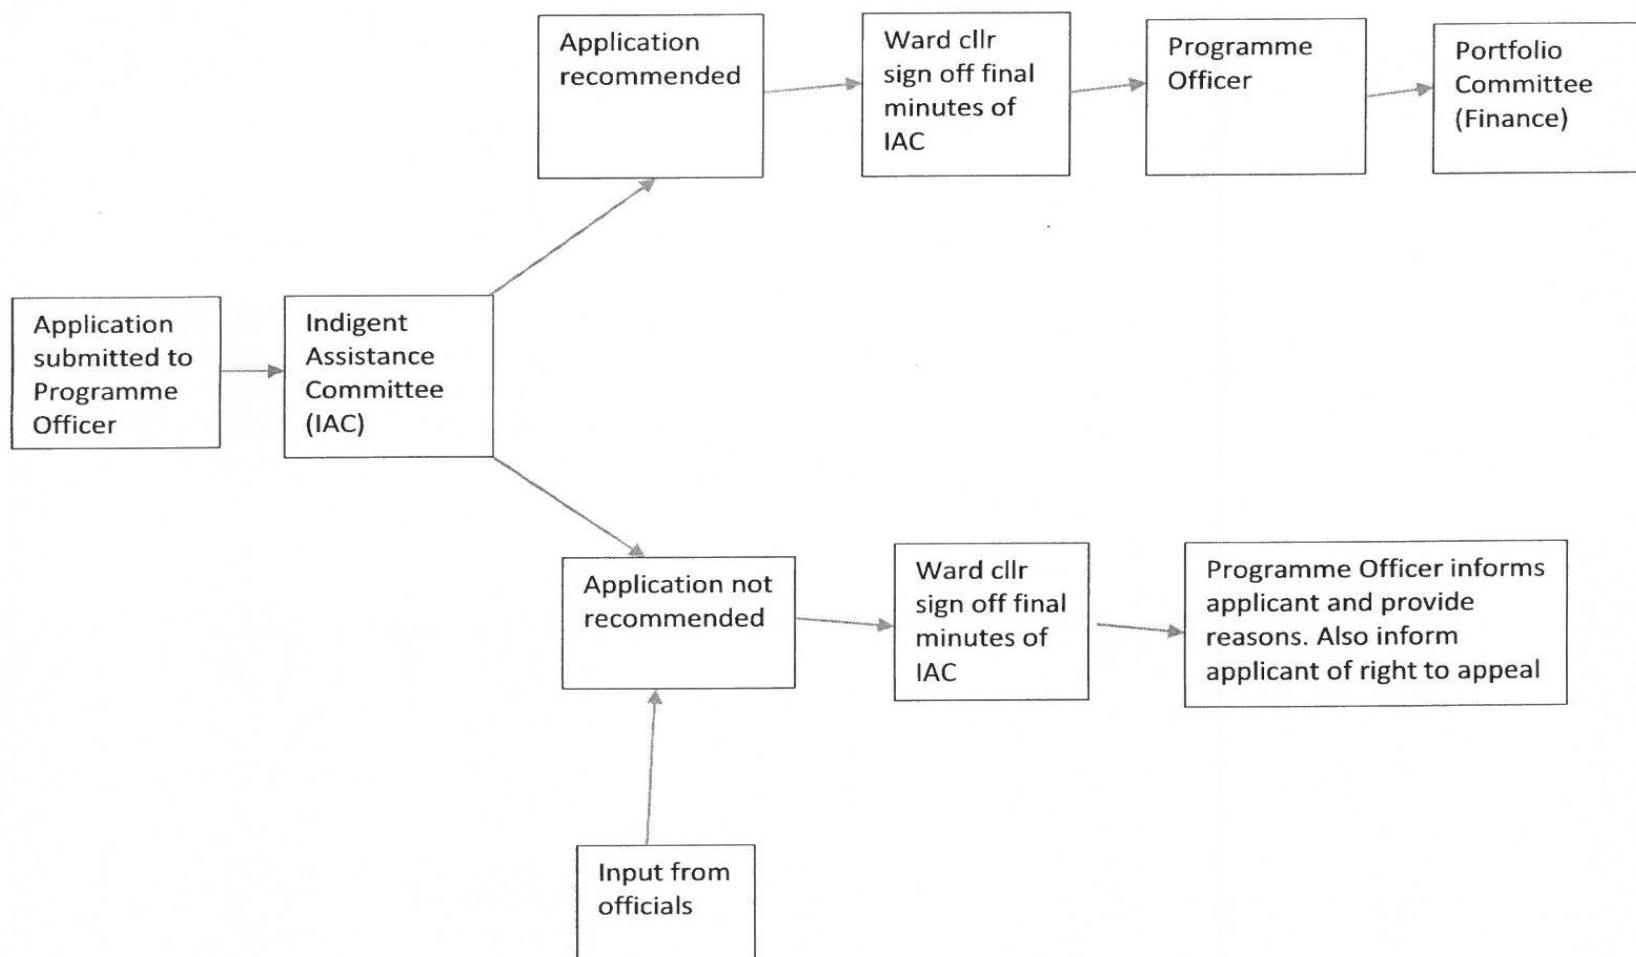 Application
recommended
Ward cllr
sign off final
minutes of
IAC
Programme
Officer
Portfolio
Committee
(Finance)
Application
submitted to
Programme
Officer
Indigent
Assistance
Committee
(IAC)
Application not
recommended
Ward cllr
sign off final
minutes of
IAC
Programme Officer informs
applicant and provide
reasons. Also inform
applicant of right to appeal
Input from
officials